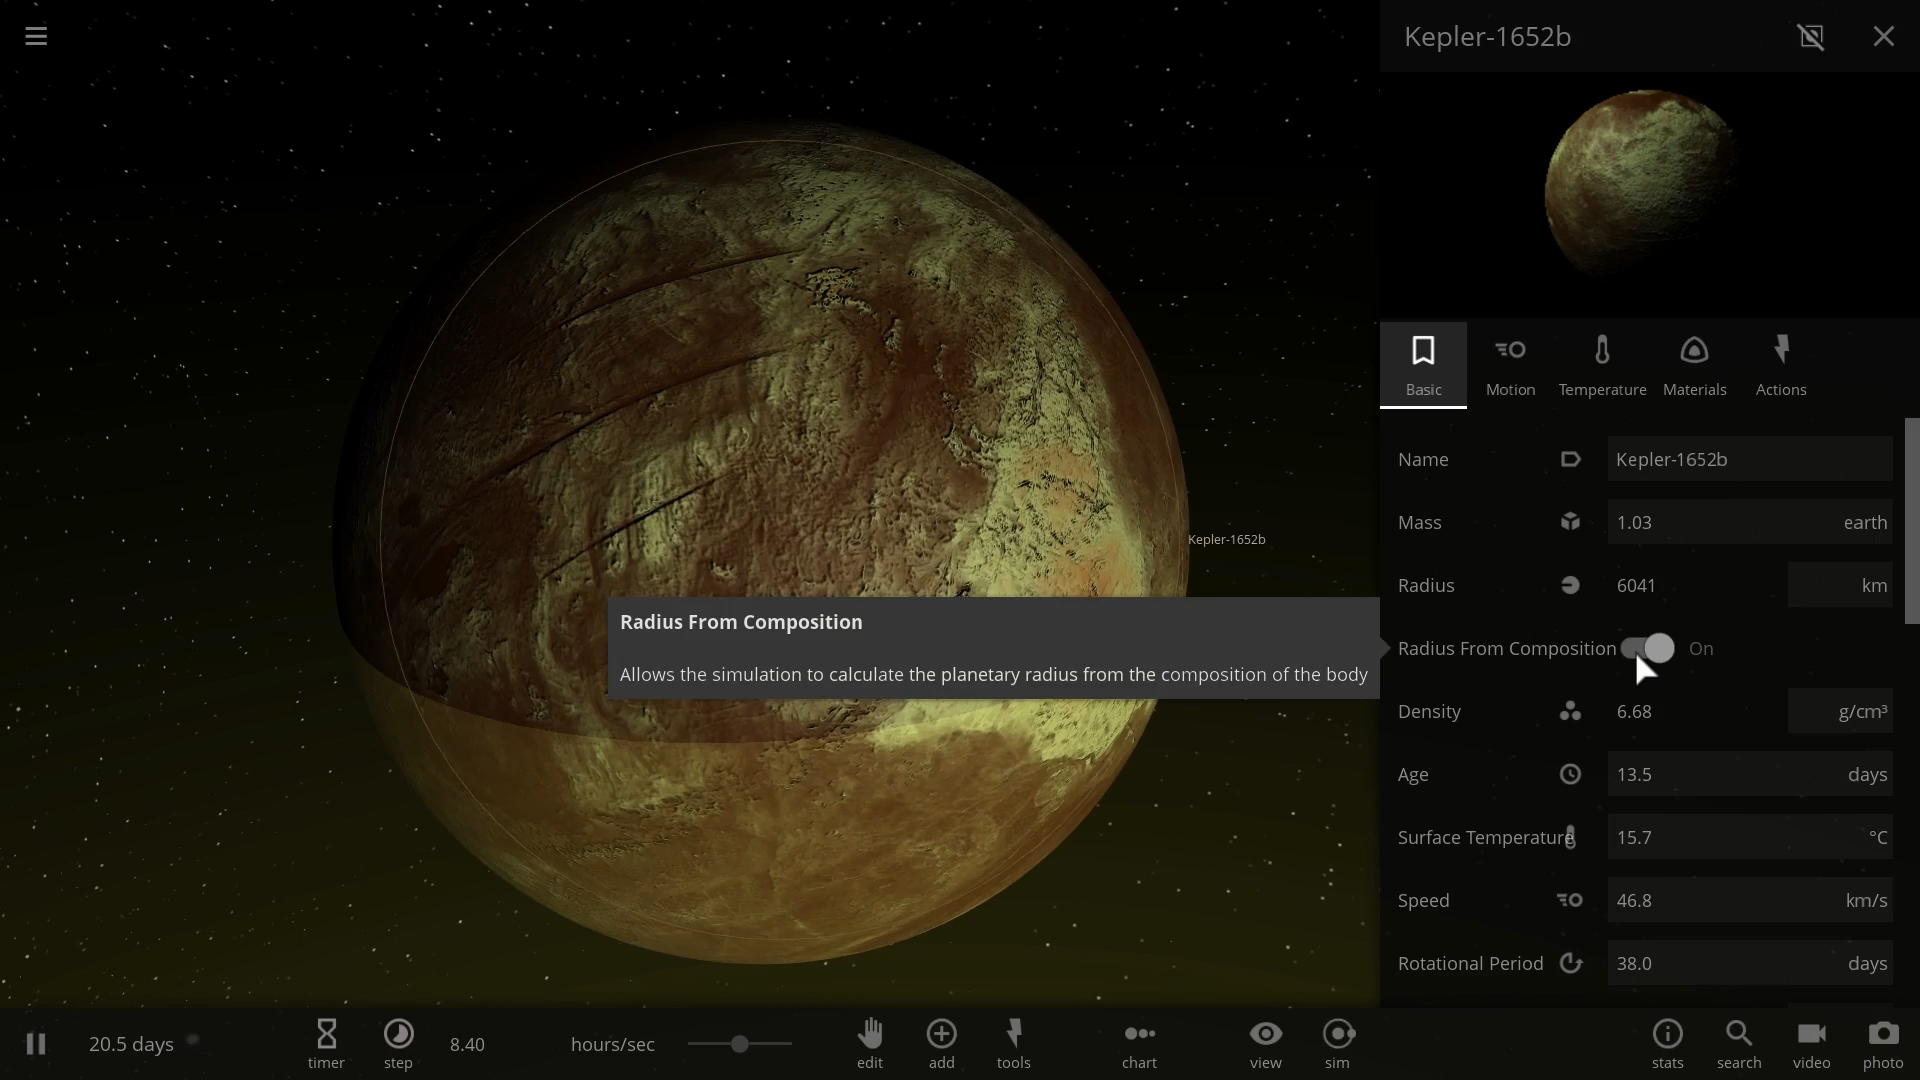 Kepler-1652b
Basic
Motion
Temperature
Materials
Actions
Name Kepler-1652b
Mass 1.03 earth
Radius 6041 km
Radius From Composition On
Density 6.68 g/cm³
Age 13.5 days
Surface Temperature 15.7 °C
Speed 46.8 km/s
Rotational Period 38.0 days
Kepler-1652b
Radius From Composition
Allows the simulation to calculate the planetary radius from the composition of the body
20.5 days
timer
step
8.40 hours/sec
edit
add
tools
chart
view
sim
stats
search
video
photo